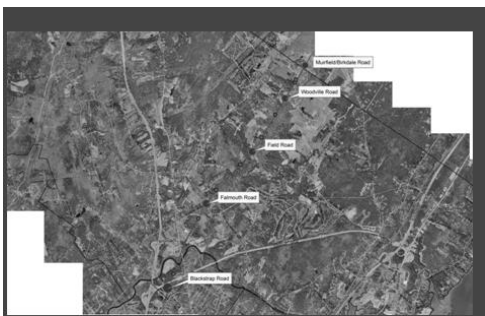 Muirfield/Birkdale Road
Woodville Road
Field Road
Falmouth Road
Blackstrap Road